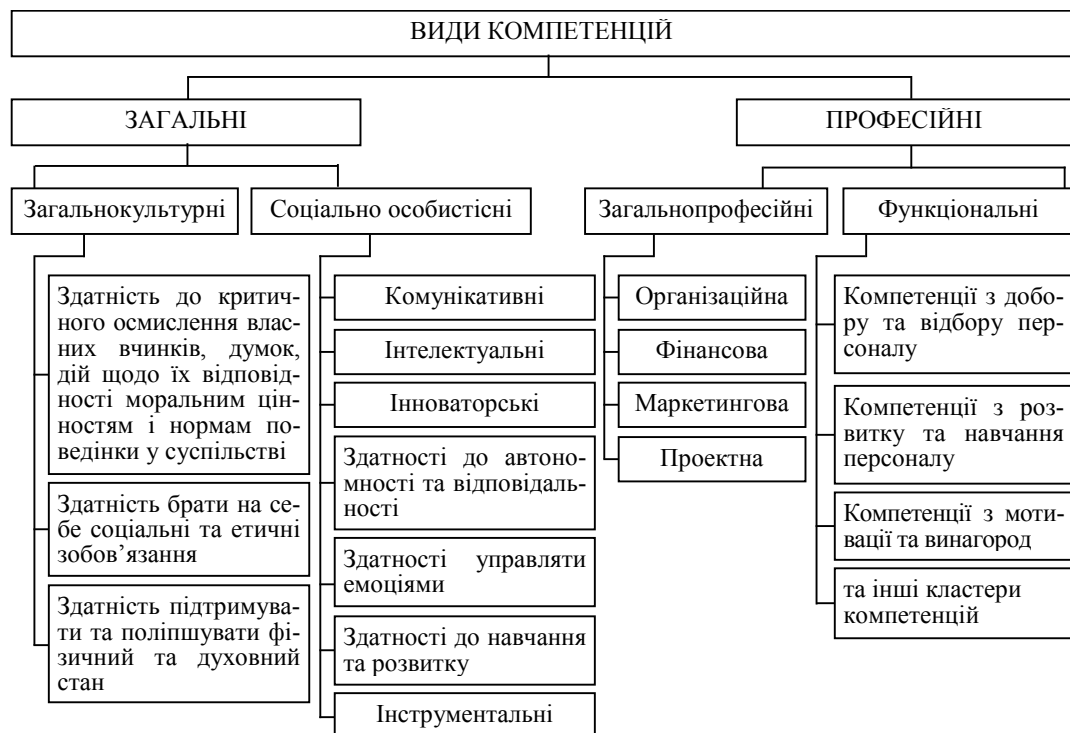 ВИДИ КОМПЕТЕНЦІЙ
ЗАГАЛЬНІ
ПРОФЕСІЙНІ
Загальнокультурні
Соціально особистісні
Загальнопрофесійні
Функціональні
Здатність до критич-
ного осмислення влас-
них вчинків, думок,
дій щодо їх відповід-
ності моральним цін-
ностям і нормам по-
ведінки у суспільстві
Здатність брати на се-
бе соціальні та етичні
зобов’язання
Здатність підтримува-
ти та поліпшувати фі-
зичний та духовний
стан
Комунікативні
Інтелектуальні
Інноваторські
Здатності до автоно-
мності та відповідаль-
ності
Здатності управляти
емоціями
Здатності до навчання
та розвитку
Інструментальні
Організаційна
Фінансова
Маркетингова
Проектна
Компетенції з добо-
ру та відбору пер-
соналу
Компетенції з роз-
витку та навчання
персоналу
Компетенції з моти-
вації та винагород
та інші кластери
компетенцій